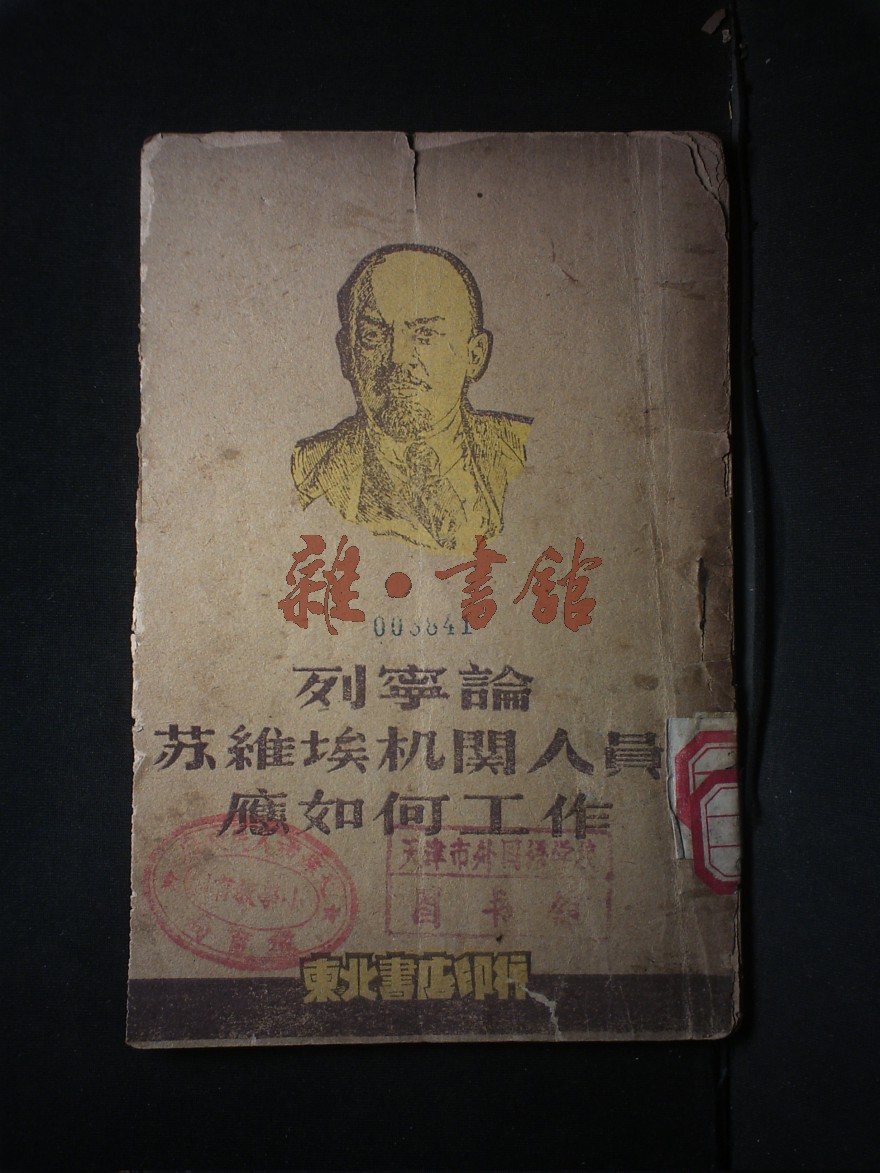 雜·書館
003841
列寧論
苏維埃机関人員
應如何工作
天津市外国语学院
图书馆
東北書店印行